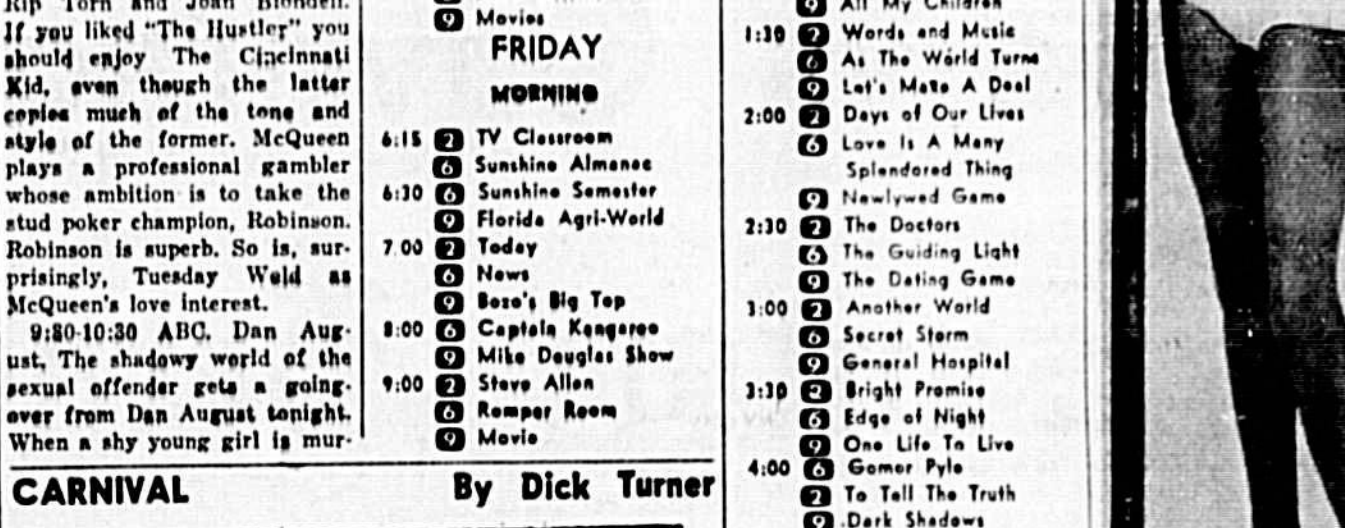 Rip Torn and Joan Blondell.
If you liked "The Hustler" you
should enjoy The Cincinnati
Kid, even though the latter
copies much of the tone and
style of the former. McQueen
plays a professional gambler
whose ambition is to take the
stud poker champion, Robinson.
Robinson is superb. So is, sur-
prisingly, Tuesday Weld as
McQueen's love interest.
9:30-10:30 ABC. Dan Aug-
ust. The shadowy world of the
sexual offender gets a going-
over from Dan August tonight.
When a shy young girl is mur-
CARNIVAL By Dick Turner
9 Movies
FRIDAY
MORNING
6:15 2 TV Classroom
6 Sunshine Almanac
6:30 6 Sunshine Semester
9 Florida Agri-World
7.00 2 Today
6 News
9 Bozo's Big Top
8:00 6 Captain Kangaroo
9 Mike Douglas Show
9:00 2 Steve Allen
6 Romper Room
9 Movie
9 All My Children
1:30 2 Words and Music
6 As The World Turns
9 Let's Make A Deal
2:00 2 Days of Our Lives
6 Love Is A Many
Splendored Thing
9 Newlywed Game
2:30 2 The Doctors
6 The Guiding Light
9 The Dating Game
3:00 2 Another World
6 Secret Storm
9 General Hospital
3:30 2 Bright Promise
6 Edge of Night
9 One Life To Live
4:00 6 Gomer Pyle
2 To Tell The Truth
9 Dark Shadows